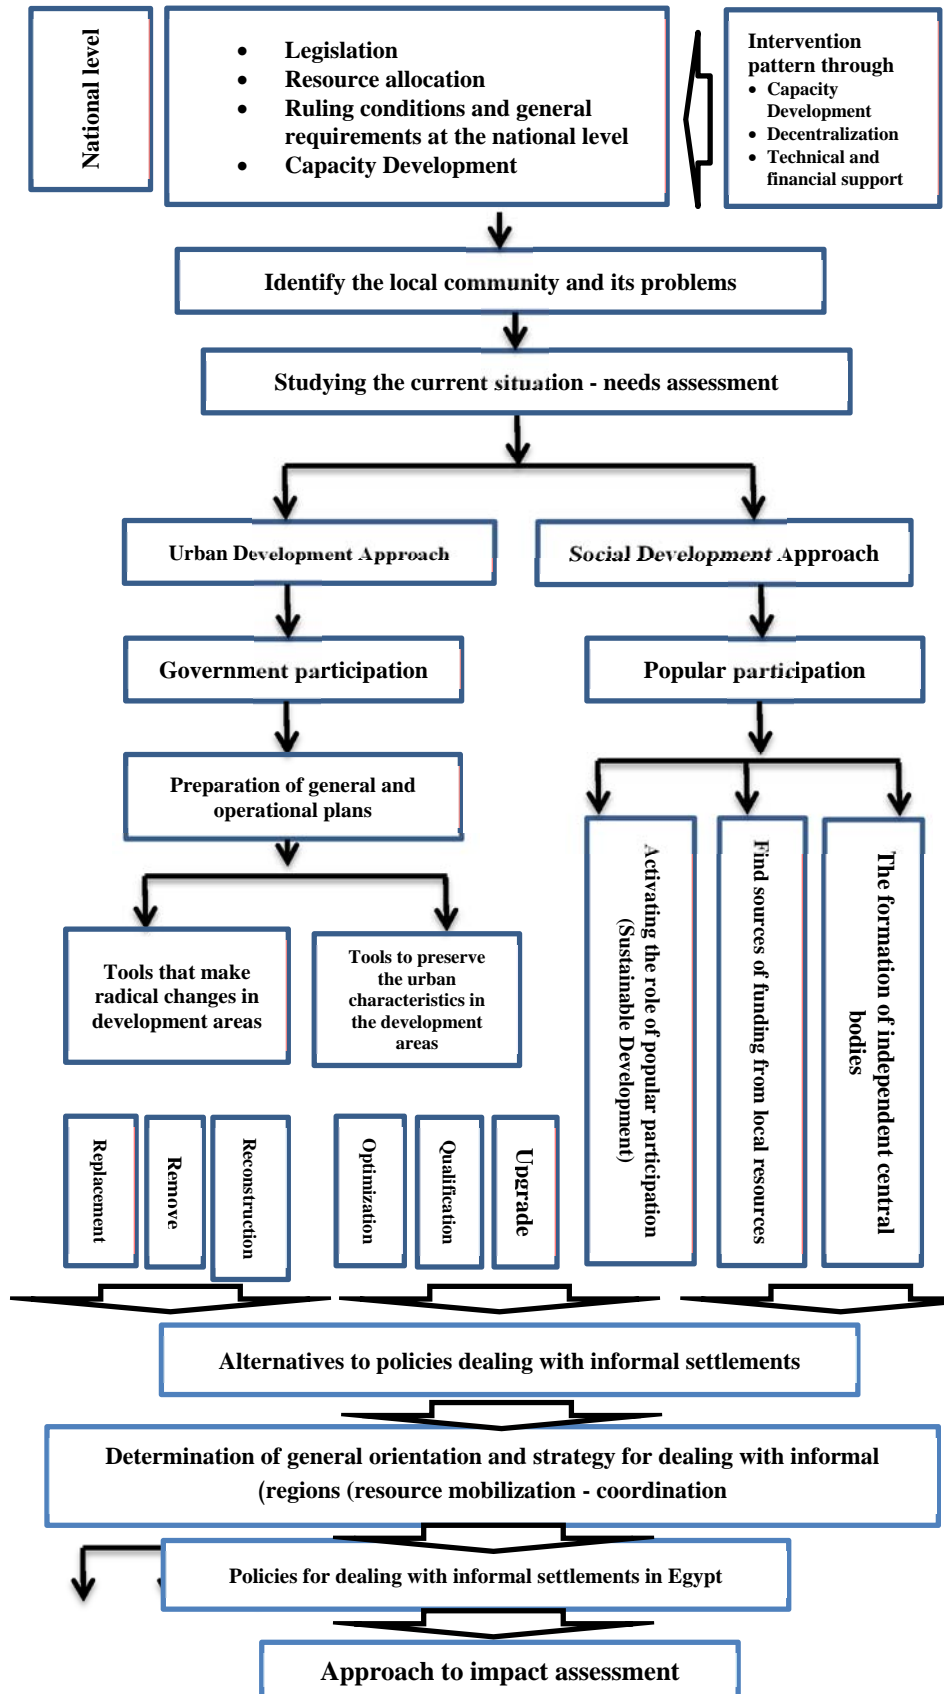 National level
• Legislation
• Resource allocation
• Ruling conditions and general
requirements at the national level
• Capacity Development
Intervention
pattern through
• Capacity
Development
• Decentralization
• Technical and
financial support
Identify the local community and its problems
Studying the current situation - needs assessment
Urban Development Approach
Social Development Approach
Government participation
Popular participation
Preparation of general and
operational plans
Tools that make
radical changes in
development areas
Tools to preserve
the urban
characteristics in
the development
areas
Activating the role of popular participation
(Sustainable Development)
Find sources of funding from local resources
The formation of independent central
bodies
Replacement
Remove
Reconstruction
Optimization
Qualification
Upgrade
Alternatives to policies dealing with informal settlements
Determination of general orientation and strategy for dealing with informal
(regions (resource mobilization - coordination
Policies for dealing with informal settlements in Egypt
Approach to impact assessment